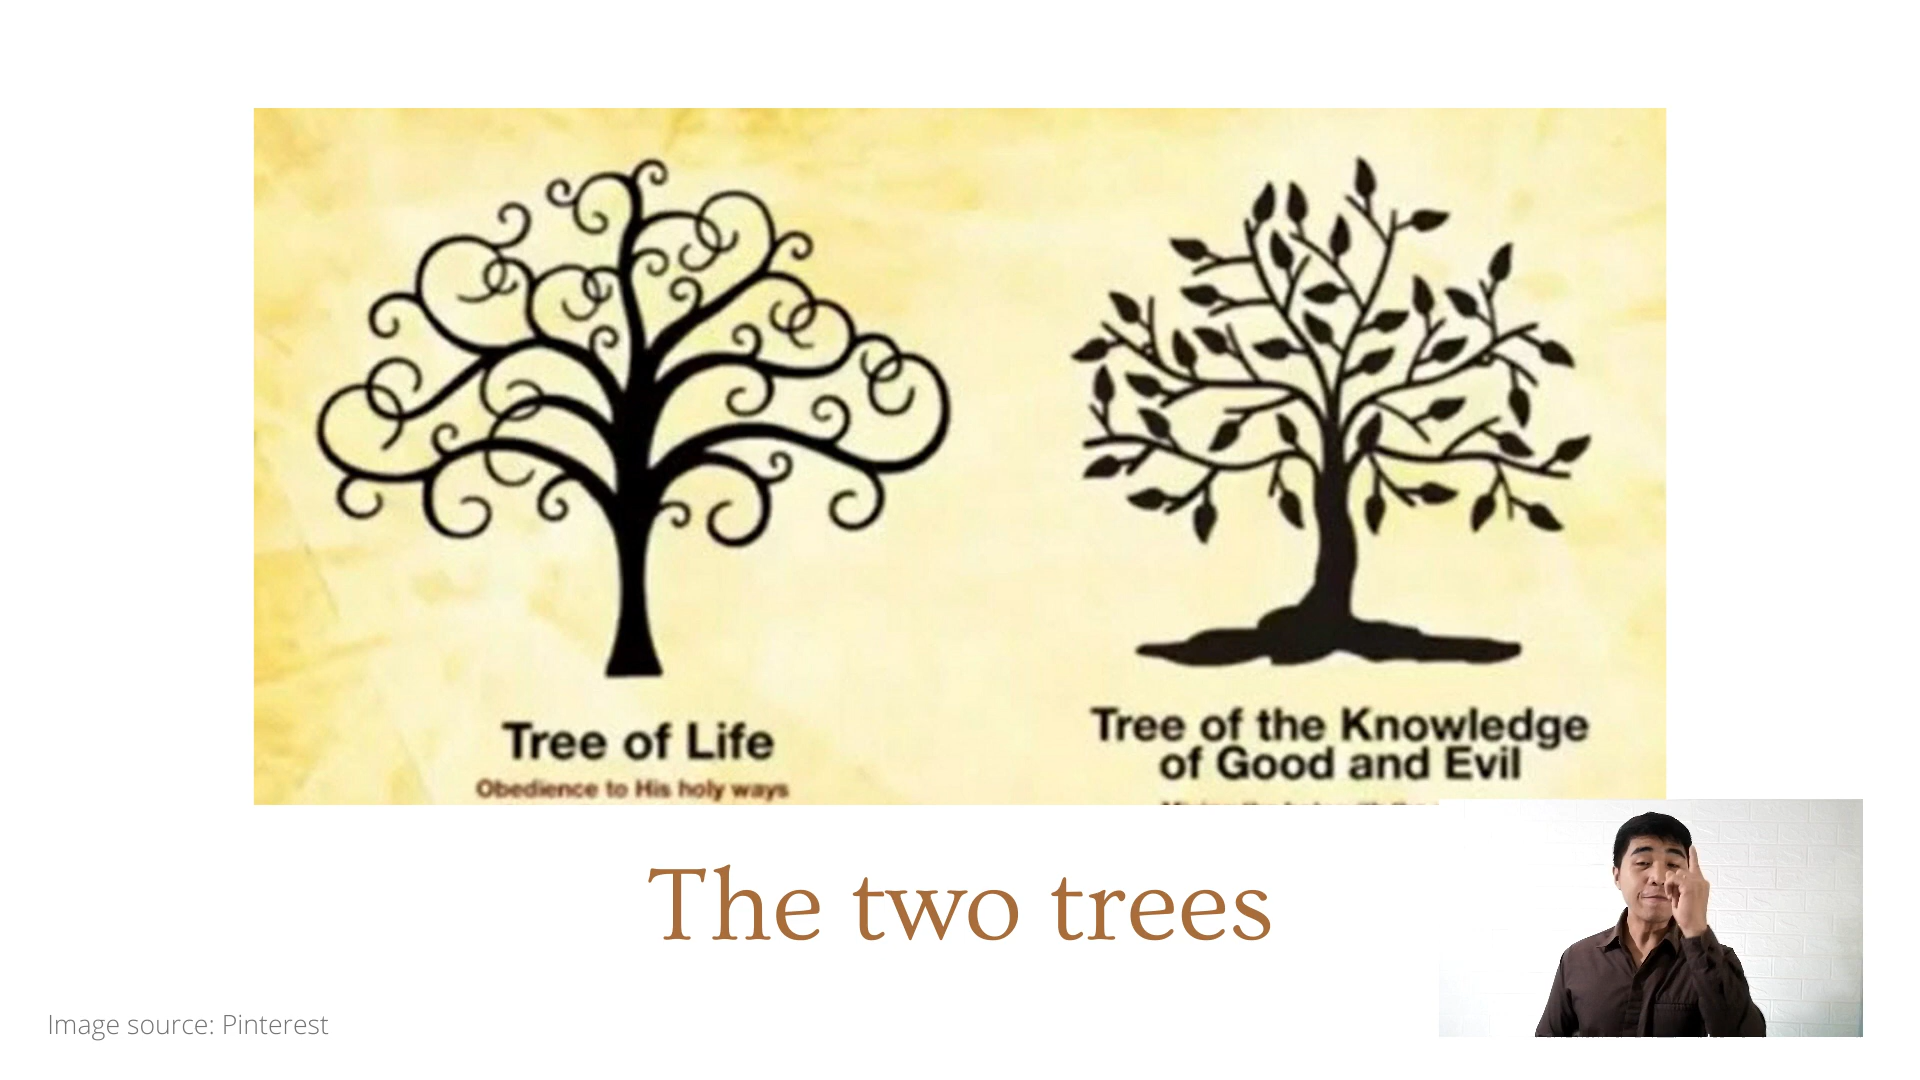 Tree of Life
Obedience to His holy ways
Tree of the Knowledge
of Good and Evil
The two trees
Image source: Pinterest